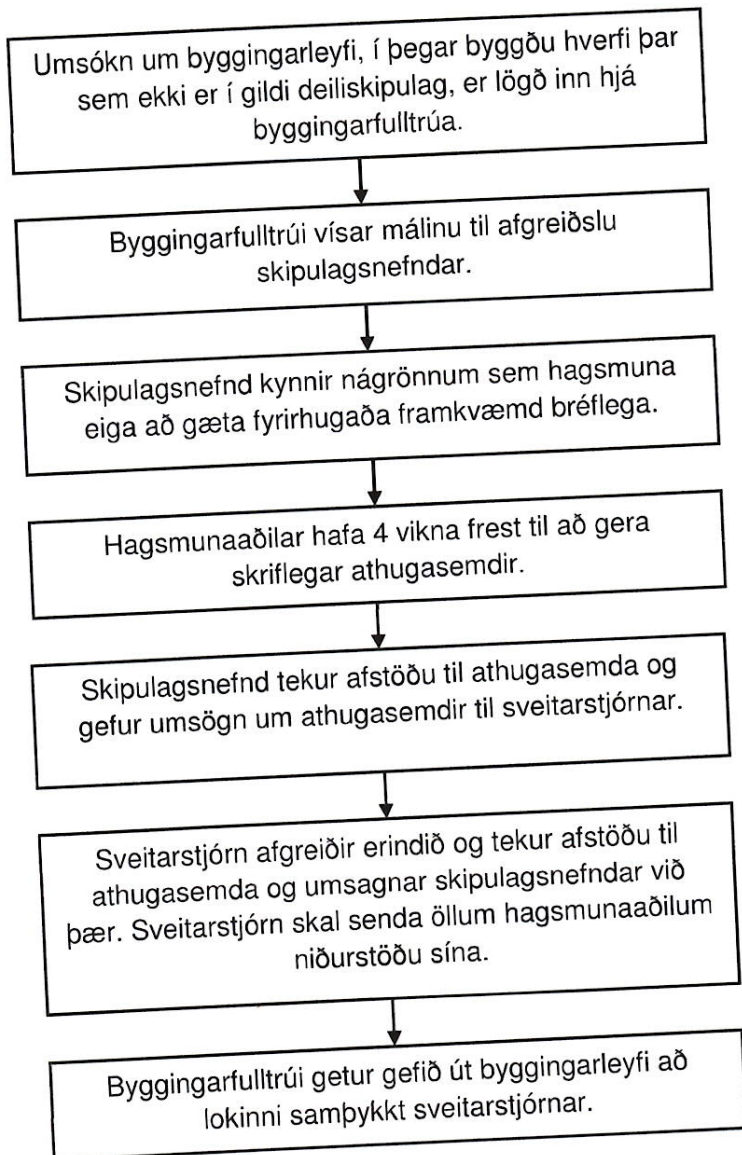 Umsókn um byggingarleyfi, í þegar byggðu hverfi þar
sem ekki er í gildi deiliskipulag, er lögð inn hjá
byggingarfulltrúa.
Byggingarfulltrúi vísar málinu til afgreiðslu
skipulagsnefndar.
Skipulagsnefnd kynnir nágrönnum sem hagsmuna
eiga að gæta fyrirhugaða framkvæmd bréflega.
Hagsmunaaðilar hafa 4 vikna frest til að gera
skriflegar athugasemdir.
Skipulagsnefnd tekur afstöðu til athugasemda og
gefur umsögn um athugasemdir til sveitarstjórnar.
Sveitarstjórn afgreiðir erindið og tekur afstöðu til
athugasemda og umsagnar skipulagsnefndar við
þær. Sveitarstjórn skal senda öllum hagsmunaaðilum
niðurstöðu sína.
Byggingarfulltrúi getur gefið út byggingarleyfi að
lokinni samþykkt sveitarstjórnar.